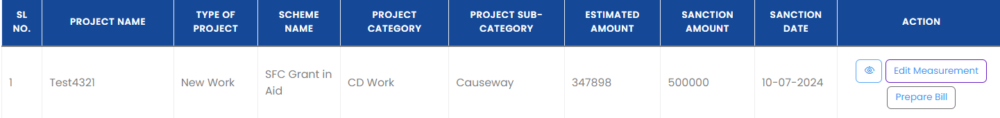 SL NO. PROJECT NAME TYPE OF PROJECT SCHEME NAME PROJECT CATEGORY PROJECT SUB-CATEGORY ESTIMATED AMOUNT SANCTION AMOUNT SANCTION DATE ACTION
1 Test4321 New Work SFC Grant in Aid CD Work Causeway 347898 500000 10-07-2024 Edit Measurement
Prepare Bill